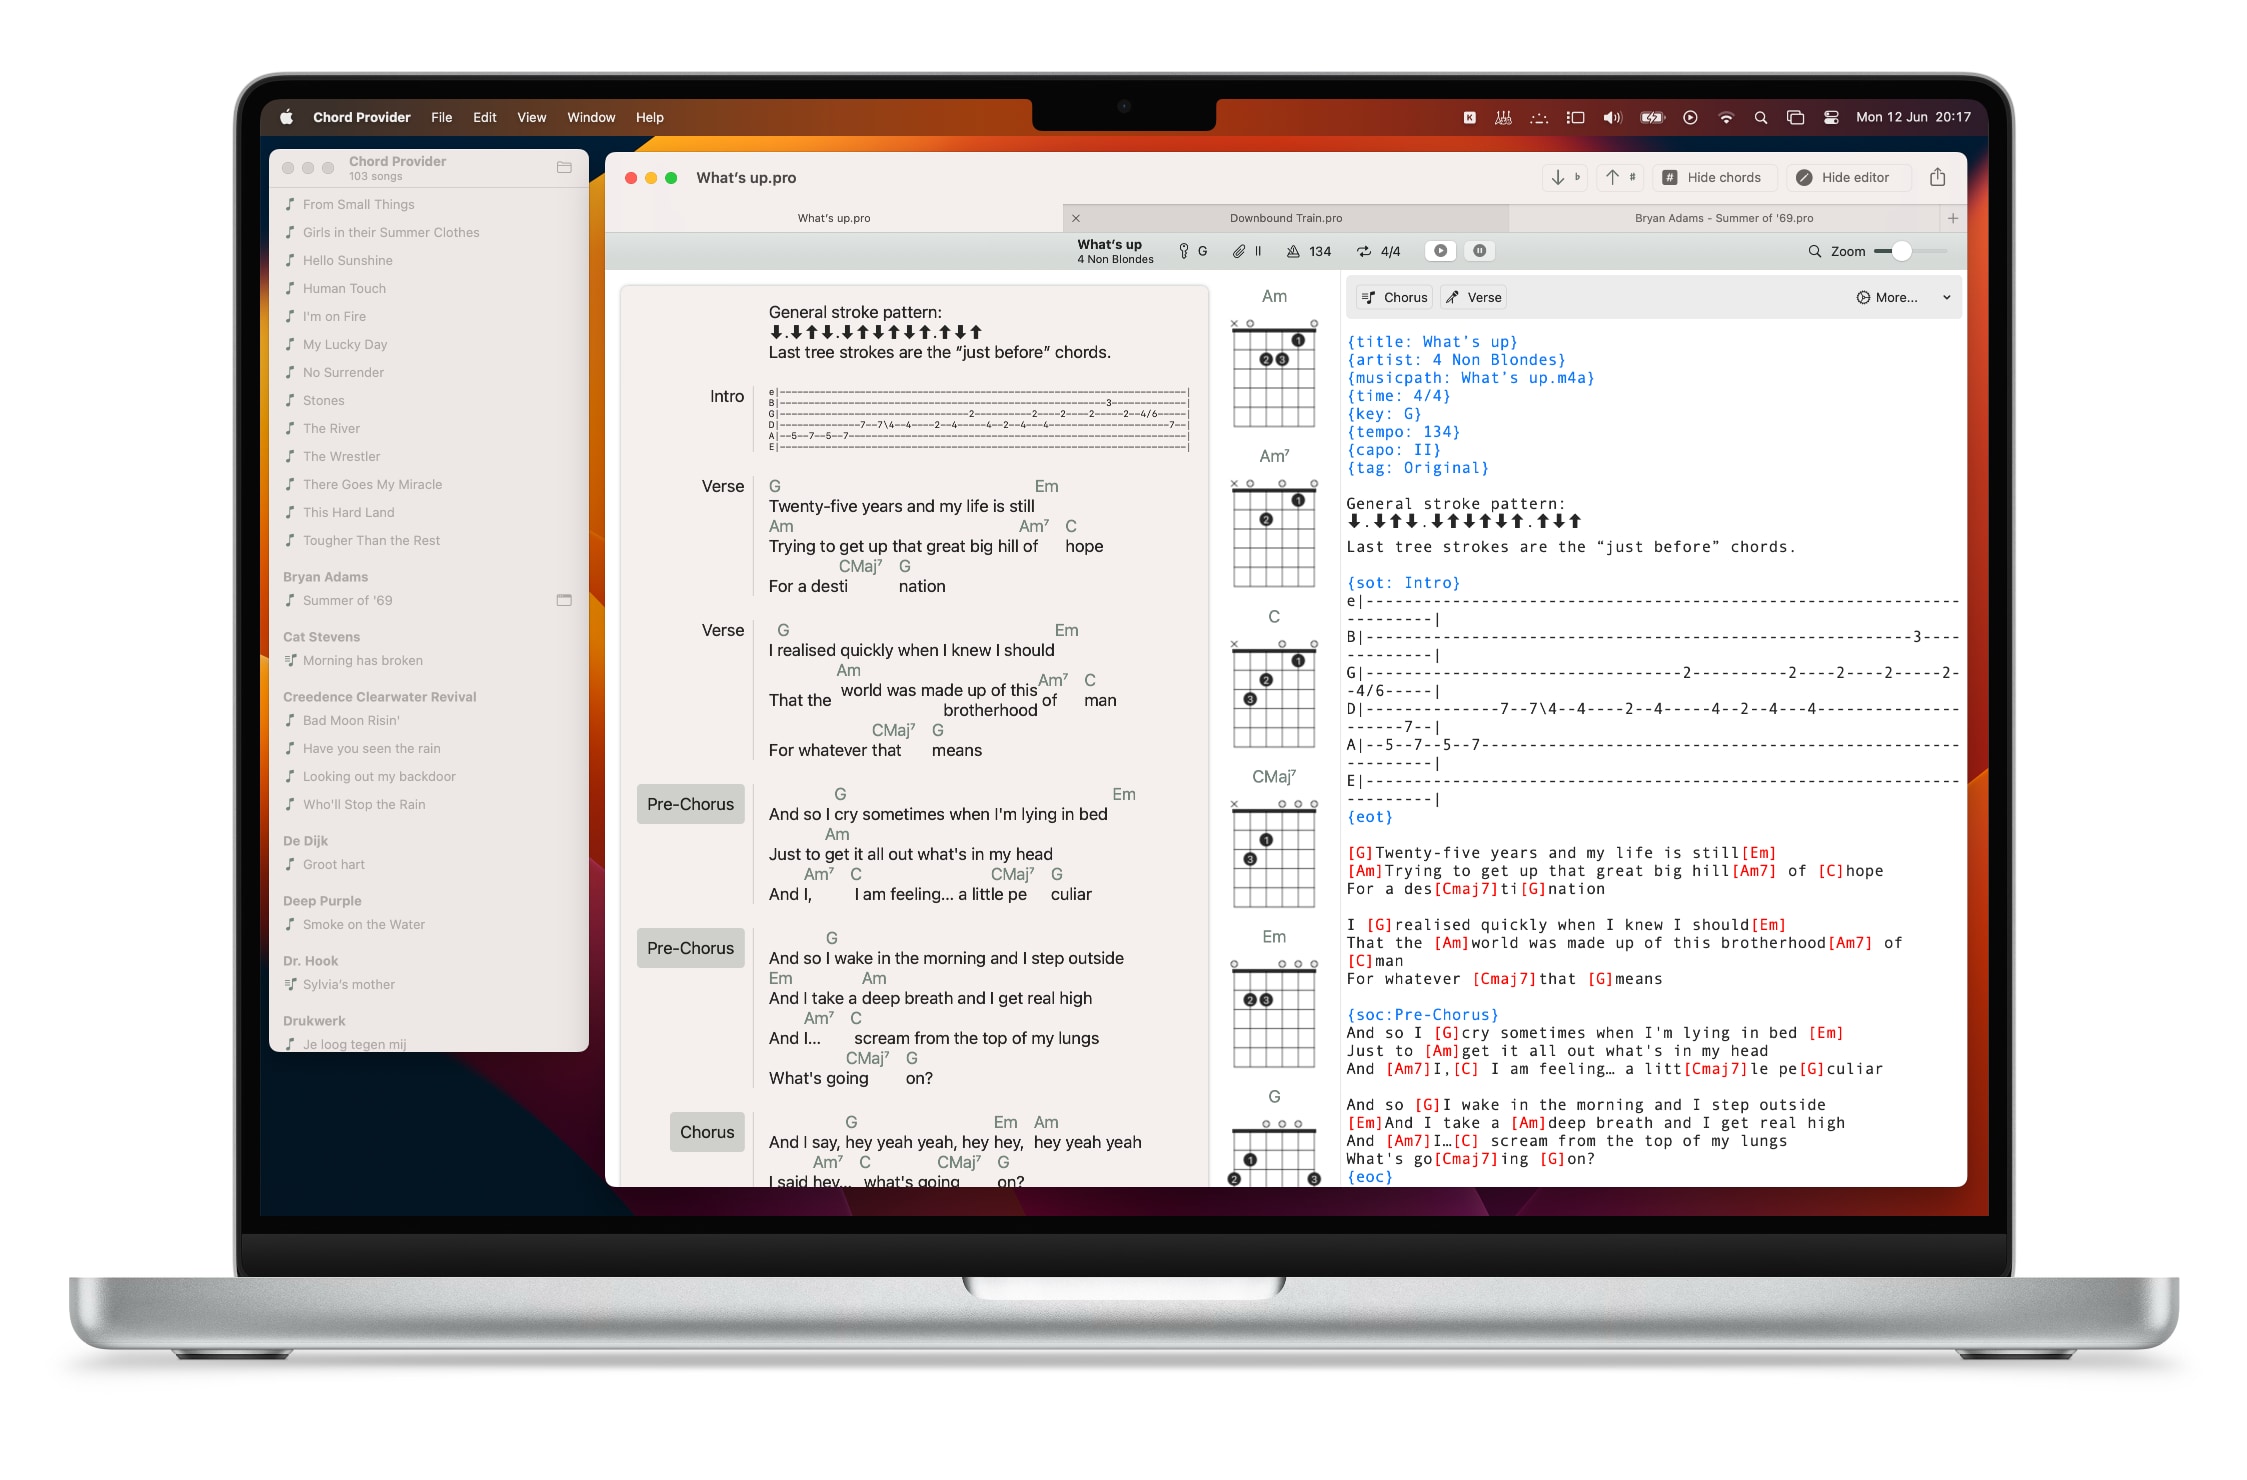 Chord Provider File Edit View Window Help
Mon 12 Jun 20:17
Chord Provider
103 songs
From Small Things
Girls in their Summer Clothes
Hello Sunshine
Human Touch
I'm on Fire
My Lucky Day
No Surrender
Stones
The River
The Wrestler
There Goes My Miracle
This Hard Land
Tougher Than the Rest
Bryan Adams
Summer of '69
Cat Stevens
Morning has broken
Creedence Clearwater Revival
Bad Moon Risin'
Have you seen the rain
Looking out my backdoor
Who'll Stop the Rain
De Dijk
Groot hart
Deep Purple
Smoke on the Water
Dr. Hook
Sylvia's mother
Drukwerk
Je loog tegen mij
What's up.pro
♭ ♯ # Hide chords Hide editor
What's up.pro
Downbound Train.pro
Bryan Adams - Summer of '69.pro
What's up
4 Non Blondes
G II 134 4/4
Zoom
General stroke pattern:
⬇.⬇⬆⬇.⬇⬆⬇⬆⬇⬆.⬆⬇⬆
Last tree strokes are the “just before” chords.
Intro
e|-----------------------------------------------------------------------|
B|---------------------------------------------------------3-------------|
G|---------------------------------2----------2----2----2-----2--4/6-----|
D|--------------7--7\4--4----2--4-----4--2--4---4---------------------7--|
A|--5--7--5--7-----------------------------------------------------------|
E|-----------------------------------------------------------------------|
Verse
G Em
Twenty-five years and my life is still
Am Am7 C
Trying to get up that great big hill of hope
CMaj7 G
For a desti nation
Verse
G Em
I realised quickly when I knew I should
Am Am7 C
That the world was made up of this brotherhood of man
CMaj7 G
For whatever that means
Pre-Chorus
G Em
And so I cry sometimes when I'm lying in bed
Am
Just to get it all out what's in my head
Am7 C CMaj7 G
And I, I am feeling... a little pe culiar
Pre-Chorus
G
And so I wake in the morning and I step outside
Em Am
And I take a deep breath and I get real high
Am7 C
And I... scream from the top of my lungs
CMaj7 G
What's going on?
Chorus
G Em Am
And I say, hey yeah yeah, hey hey, hey yeah yeah
Am7 C CMaj7 G
I said hey... what's going on?
Am
1
2 3
Am7
1
2
C
1
2
3
CMaj7
1
3
Em
2 3
G
1
2 3
Chorus Verse More...
{title: What's up}
{artist: 4 Non Blondes}
{musicpath: What's up.m4a}
{time: 4/4}
{key: G}
{tempo: 134}
{capo: II}
{tag: Original}
General stroke pattern:
⬇.⬇⬆⬇.⬇⬆⬇⬆⬇⬆.⬆⬇⬆
Last tree strokes are the “just before” chords.
{sot: Intro}
e|--------------------------------------------------------------
---------|
B|---------------------------------------------------------3----
---------|
G|---------------------------------2----------2----2----2-----2-
-4/6-----|
D|--------------7--7\4--4----2--4-----4--2--4---4---------------
------7--|
A|--5--7--5--7--------------------------------------------------
---------|
E|--------------------------------------------------------------
---------|
{eot}
[G]Twenty-five years and my life is still[Em]
[Am]Trying to get up that great big hill[Am7] of [C]hope
For a des[Cmaj7]ti[G]nation
I [G]realised quickly when I knew I should[Em]
That the [Am]world was made up of this brotherhood[Am7] of
[C]man
For whatever [Cmaj7]that [G]means
{soc:Pre-Chorus}
And so I [G]cry sometimes when I'm lying in bed [Em]
Just to [Am]get it all out what's in my head
And [Am7]I,[C] I am feeling… a litt[Cmaj7]le pe[G]culiar
And so [G]I wake in the morning and I step outside
[Em]And I take a [Am]deep breath and I get real high
And [Am7]I…[C] scream from the top of my lungs
What's go[Cmaj7]ing [G]on?
{eoc}